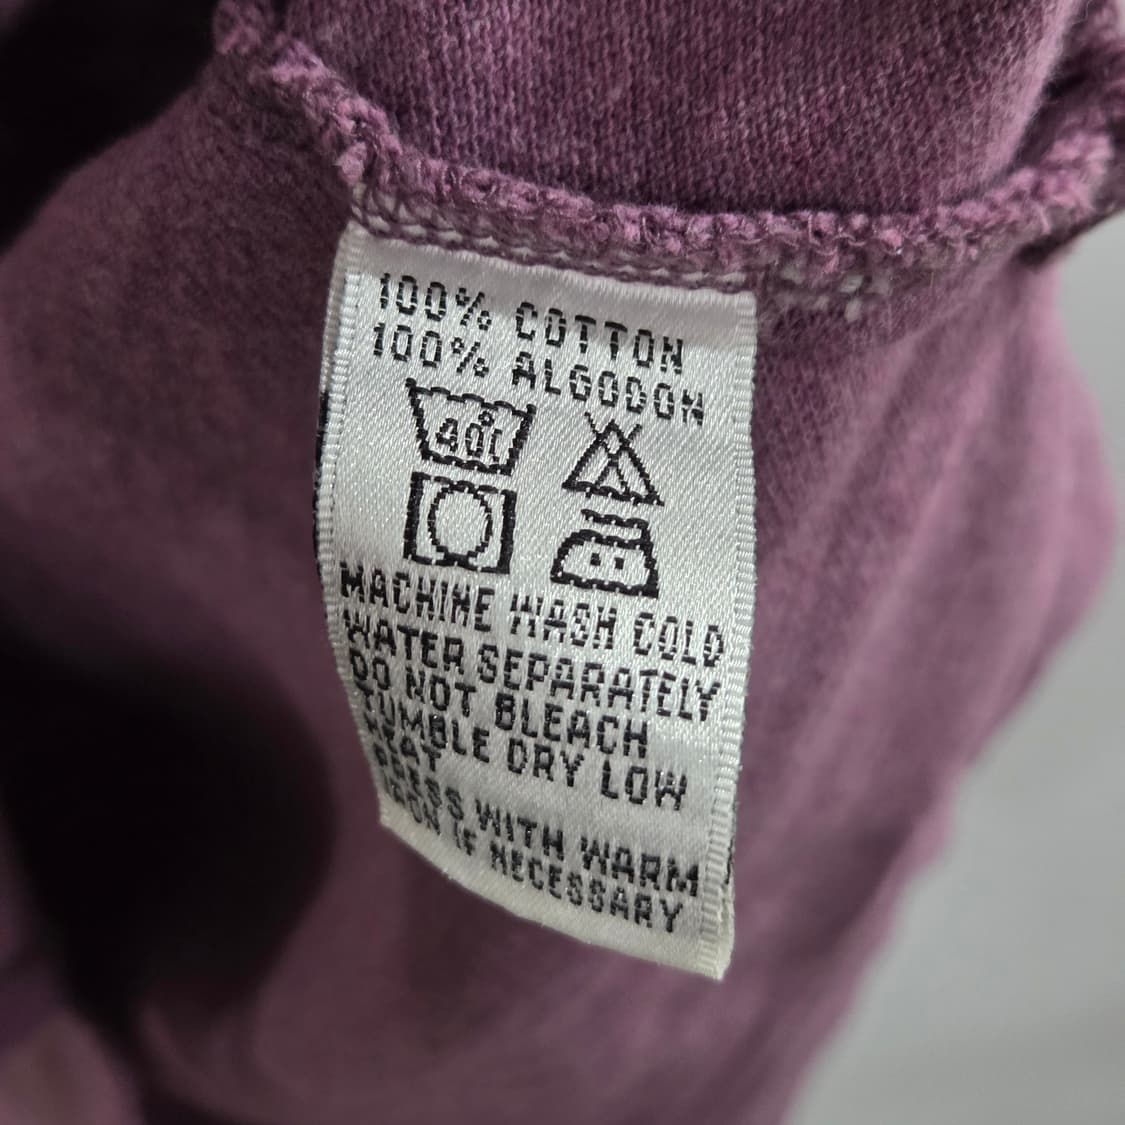 100% COTTON
100% ALGODON
40C
MACHINE WASH COLD
WATER SEPARATELY
DO NOT BLEACH
TUMBLE DRY LOW
HEAT
PRESS WITH WARM
IRON IF NECESSARY